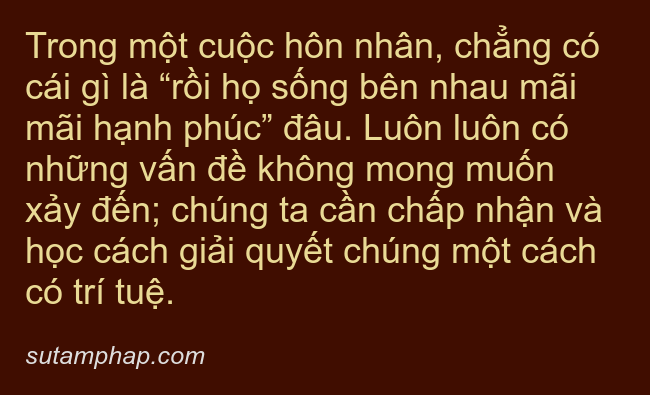 Trong một cuộc hôn nhân, chẳng có
cái gì là “rồi họ sống bên nhau mãi
mãi hạnh phúc” đâu. Luôn luôn có
những vấn đề không mong muốn
xảy đến; chúng ta cần chấp nhận và
học cách giải quyết chúng một cách
có trí tuệ.
sutamphap.com